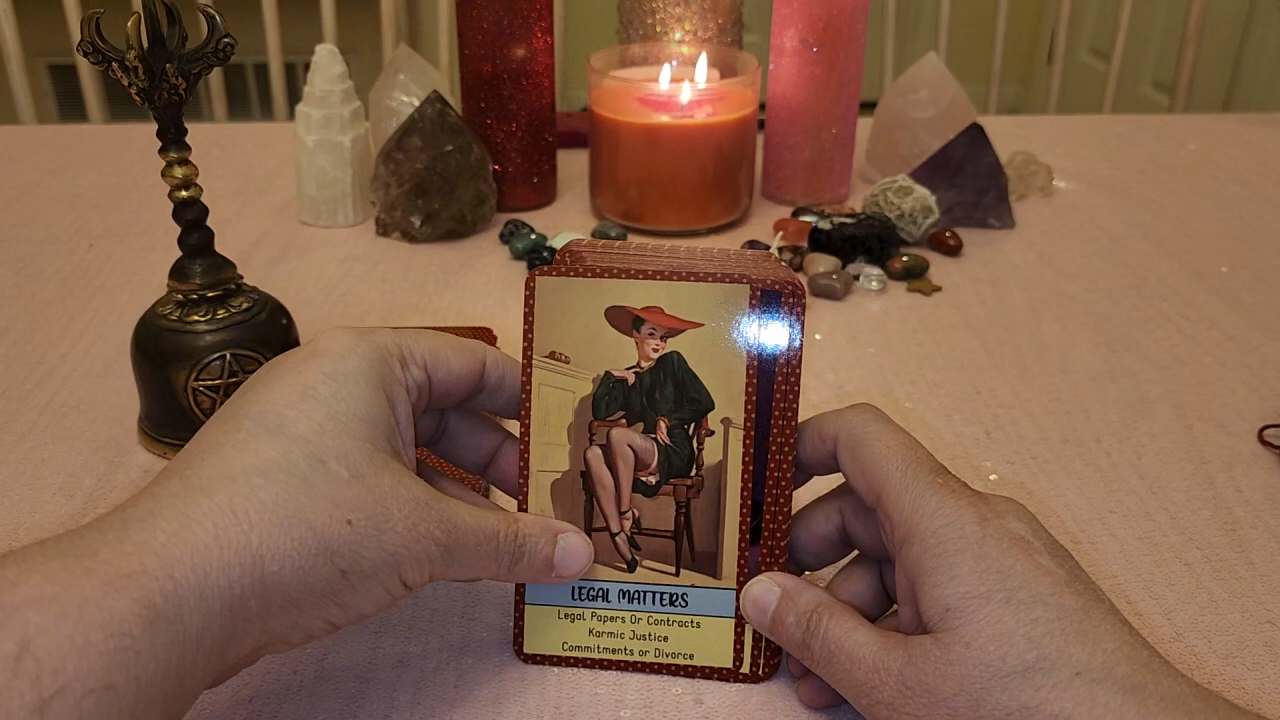 LEGAL MATTERS
Legal Papers Or Contracts
Karmic Justice
Commitments or Divorce